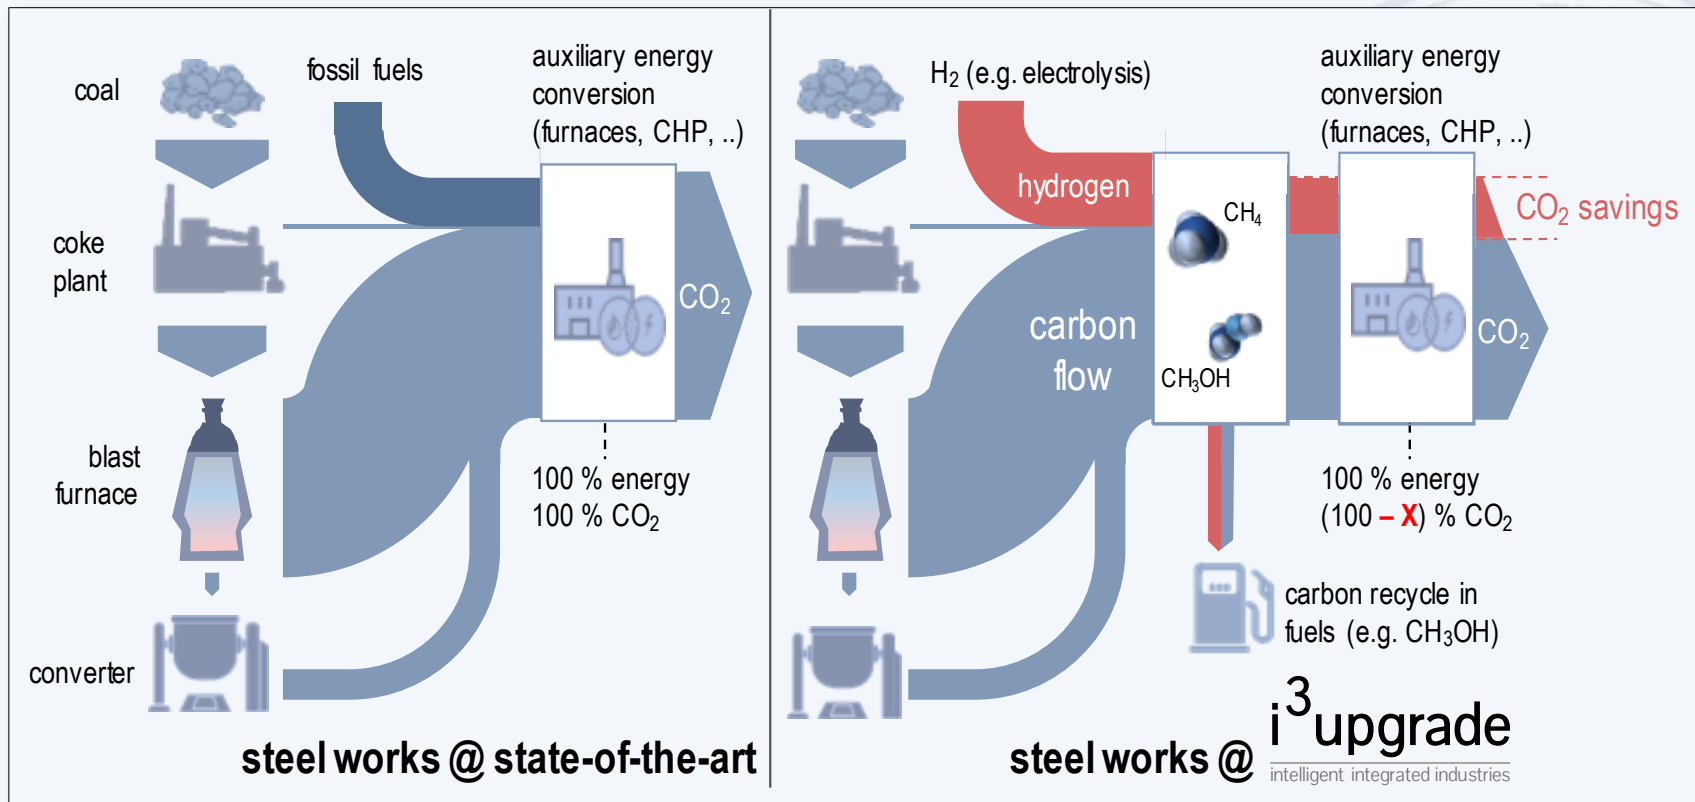 coal
fossil fuels
auxiliary energy
conversion
(furnaces, CHP, ..)
coke
plant
CO₂
blast
furnace
100 % energy
100 % CO₂
converter
steel works @ state-of-the-art
H₂ (e.g. electrolysis)
auxiliary energy
conversion
(furnaces, CHP, ..)
hydrogen
CH₄
CO₂ savings
carbon
flow
CO₂
CH₃OH
100 % energy
(100 – X) % CO₂
carbon recycle in
fuels (e.g. CH₃OH)
steel works @ i³upgrade
intelligent integrated industries